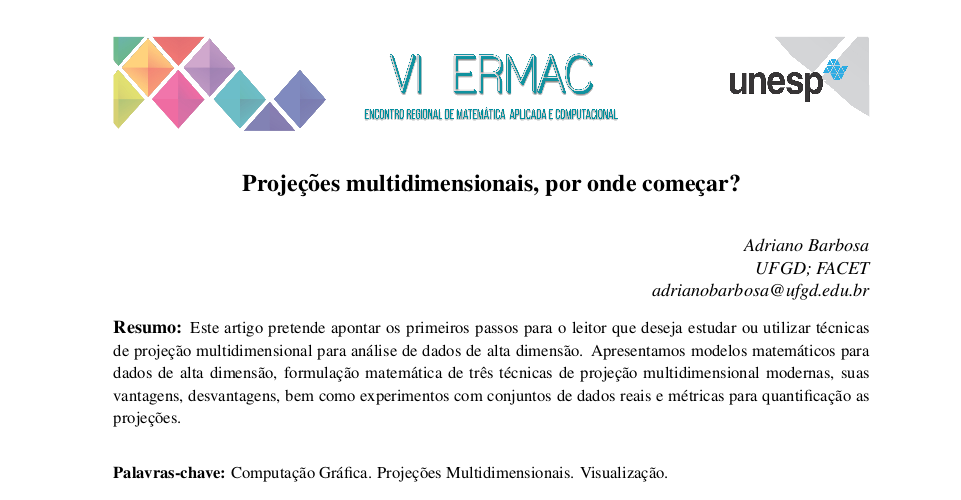 VI ERMAC
ENCONTRO REGIONAL DE MATEMÁTICA APLICADA E COMPUTACIONAL
unesp
Projeções multidimensionais, por onde começar?
Adriano Barbosa
UFGD; FACET
adrianobarbosa@ufgd.edu.br
Resumo: Este artigo pretende apontar os primeiros passos para o leitor que deseja estudar ou utilizar técnicas
de projeção multidimensional para análise de dados de alta dimensão. Apresentamos modelos matemáticos para
dados de alta dimensão, formulação matemática de três técnicas de projeção multidimensional modernas, suas
vantagens, desvantagens, bem como experimentos com conjuntos de dados reais e métricas para quantificação as
projeções.
Palavras-chave: Computação Gráfica. Projeções Multidimensionais. Visualização.